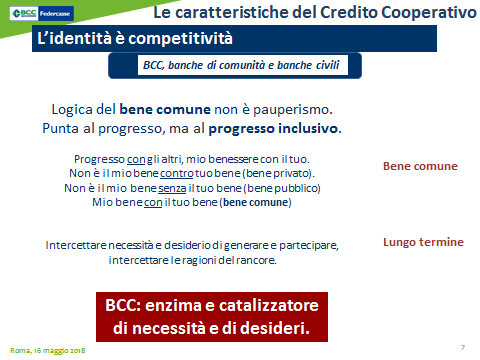 BCC Federcasse
Le caratteristiche del Credito Cooperativo
L'identità è competitività
BCC, banche di comunità e banche civili
Logica del bene comune non è pauperismo.
Punta al progresso, ma al progresso inclusivo.
Progresso con gli altri, mio benessere con il tuo.
Non è il mio bene contro tuo bene (bene privato).
Non è il mio bene senza il tuo bene (bene pubblico)
Mio bene con il tuo bene (bene comune)
Bene comune
Intercettare necessità e desiderio di generare e partecipare,
intercettare le ragioni del rancore.
Lungo termine
BCC: enzima e catalizzatore
di necessità e di desideri.
Roma, 16 maggio 2018
7